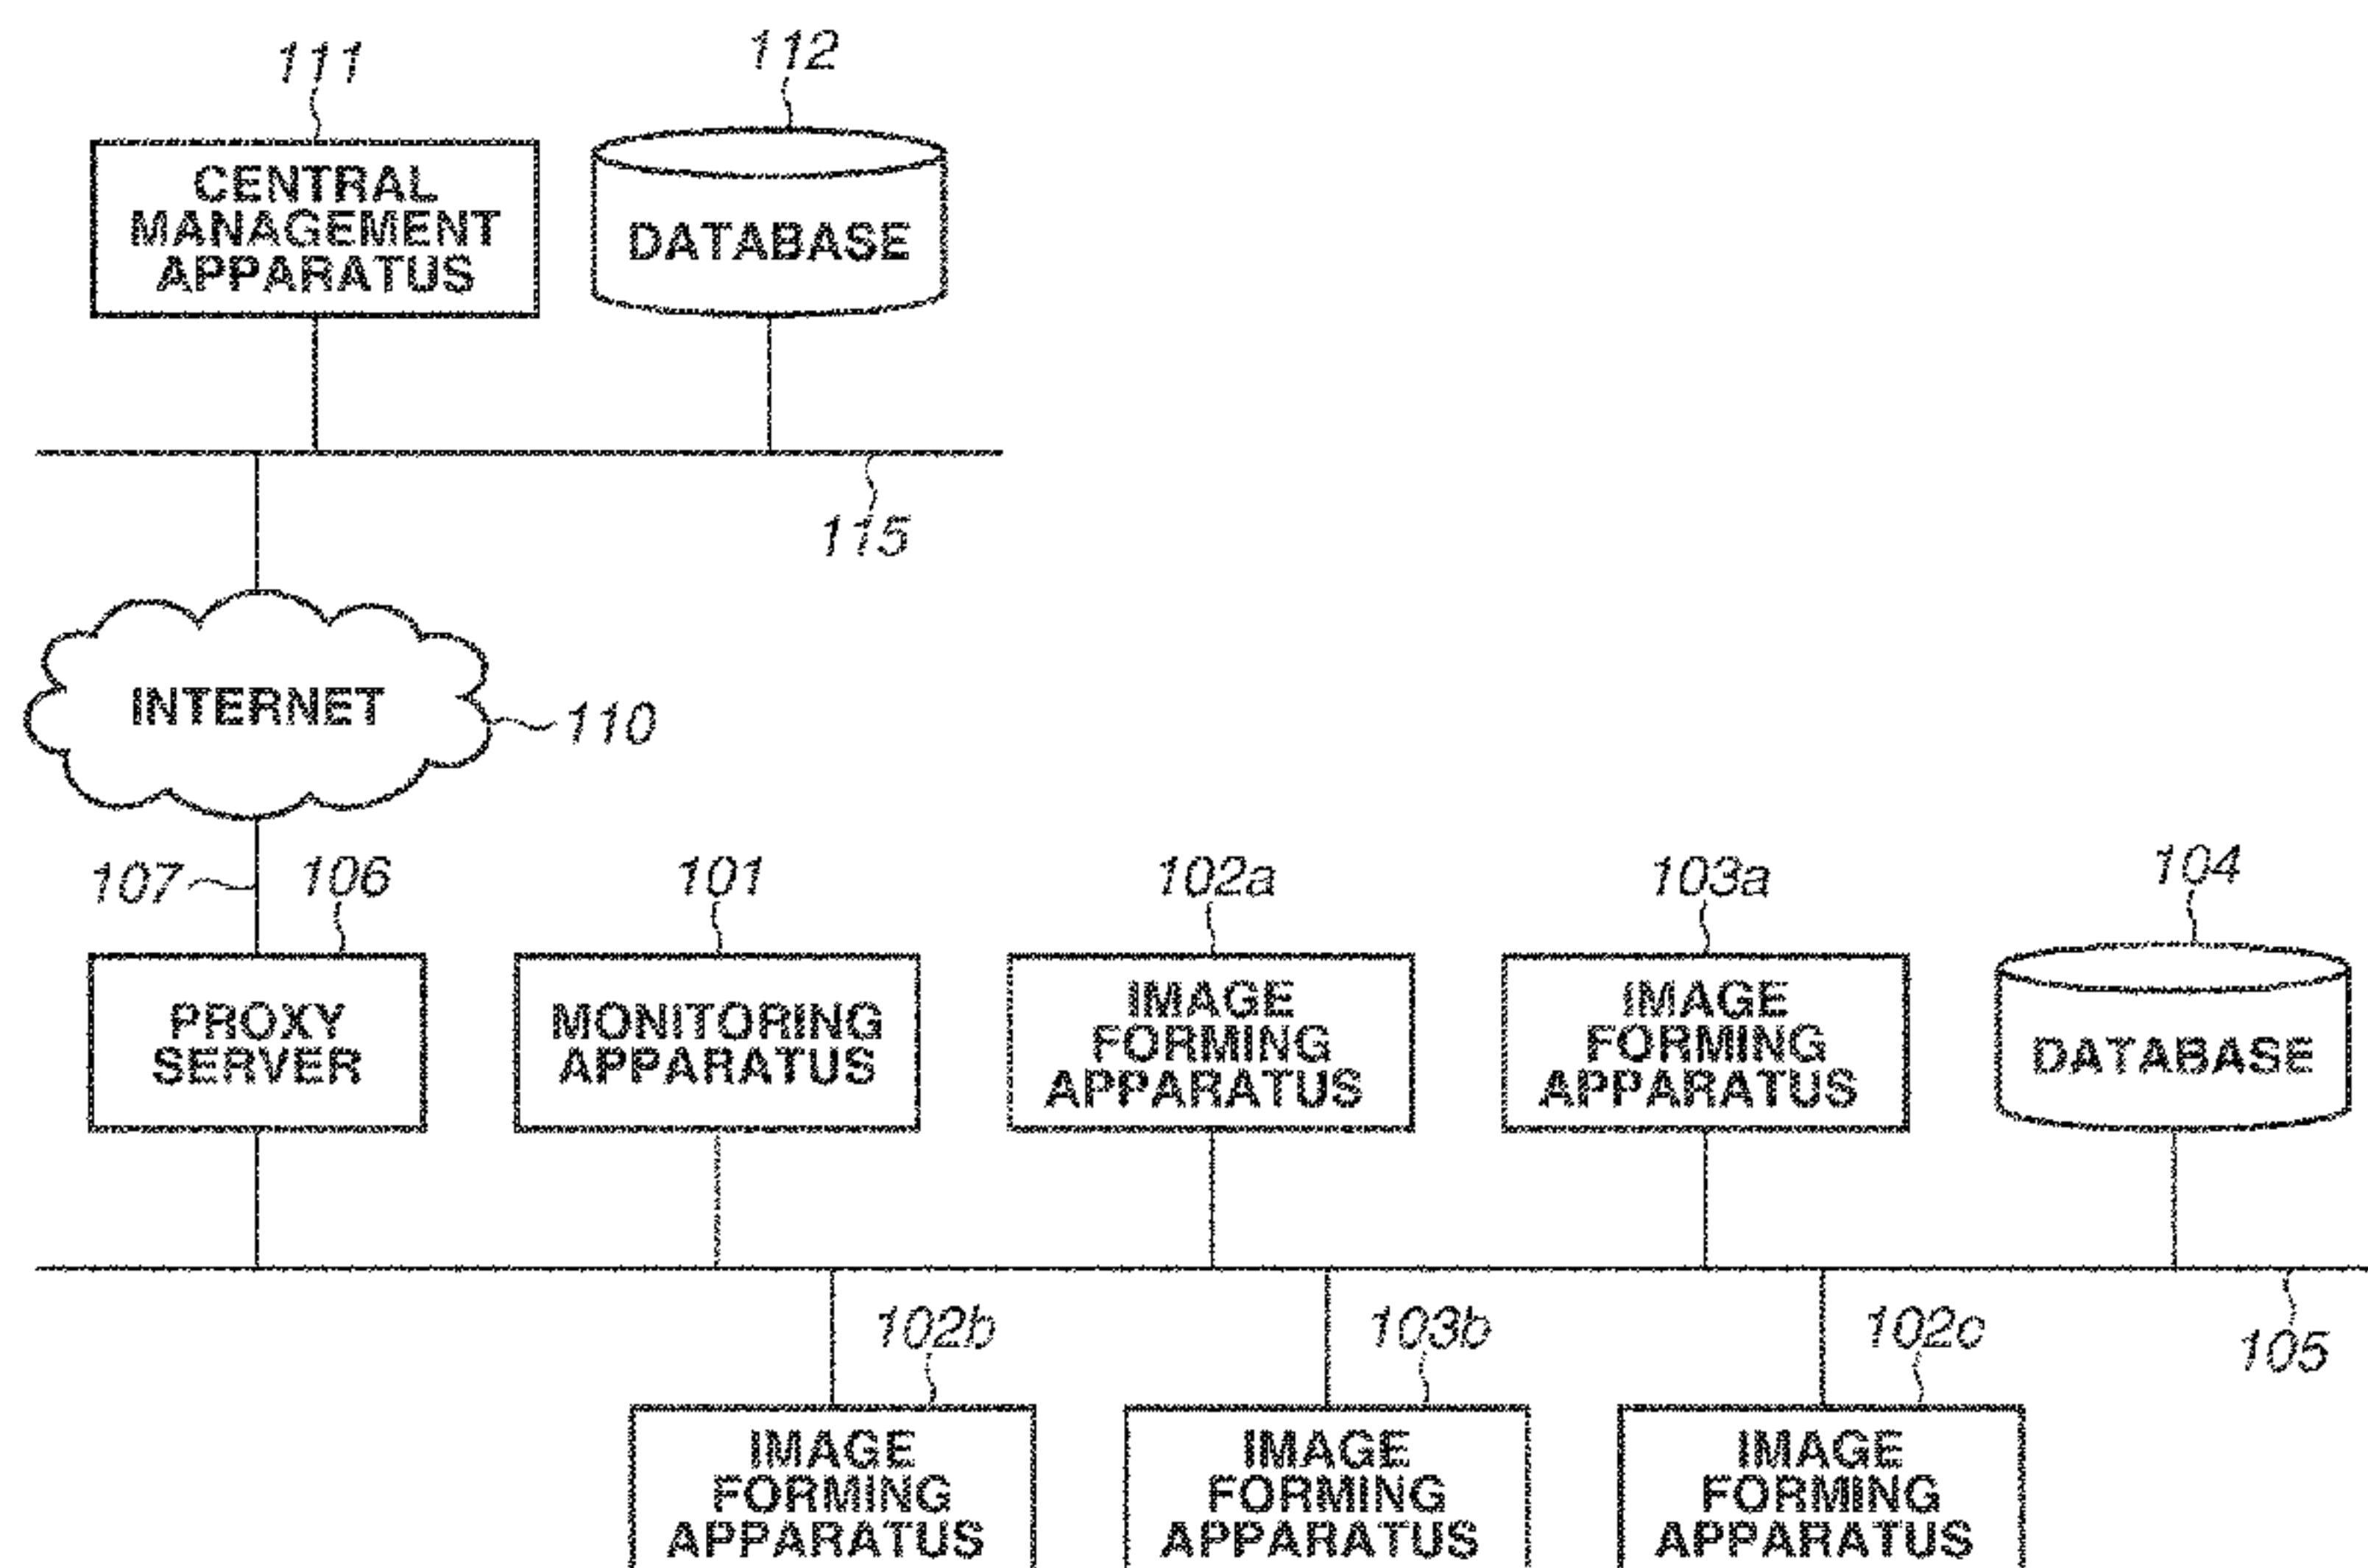 111
112
CENTRAL
MANAGEMENT
APPARATUS
DATABASE
115
INTERNET
110
107
106
101
102a
103a
104
PROXY
SERVER
MONITORING
APPARATUS
IMAGE
FORMING
APPARATUS
IMAGE
FORMING
APPARATUS
DATABASE
102b
103b
102c
105
IMAGE
FORMING
APPARATUS
IMAGE
FORMING
APPARATUS
IMAGE
FORMING
APPARATUS